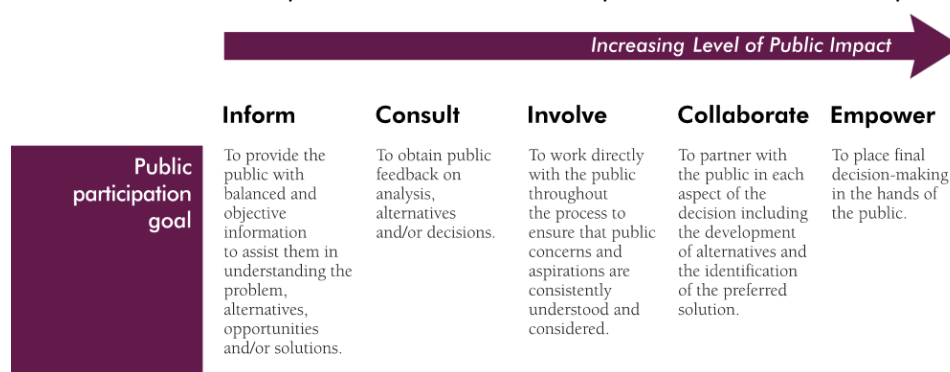 Increasing Level of Public Impact
Inform
Consult
Involve
Collaborate
Empower
Public
participation
goal
To provide the
public with
balanced and
objective
information
to assist them in
understanding the
problem,
alternatives,
opportunities
and/or solutions.
To obtain public
feedback on
analysis,
alternatives
and/or decisions.
To work directly
with the public
throughout
the process to
ensure that public
concerns and
aspirations are
consistently
understood and
considered.
To partner with
the public in each
aspect of the
decision including
the development
of alternatives and
the identification
of the preferred
solution.
To place final
decision-making
in the hands of
the public.